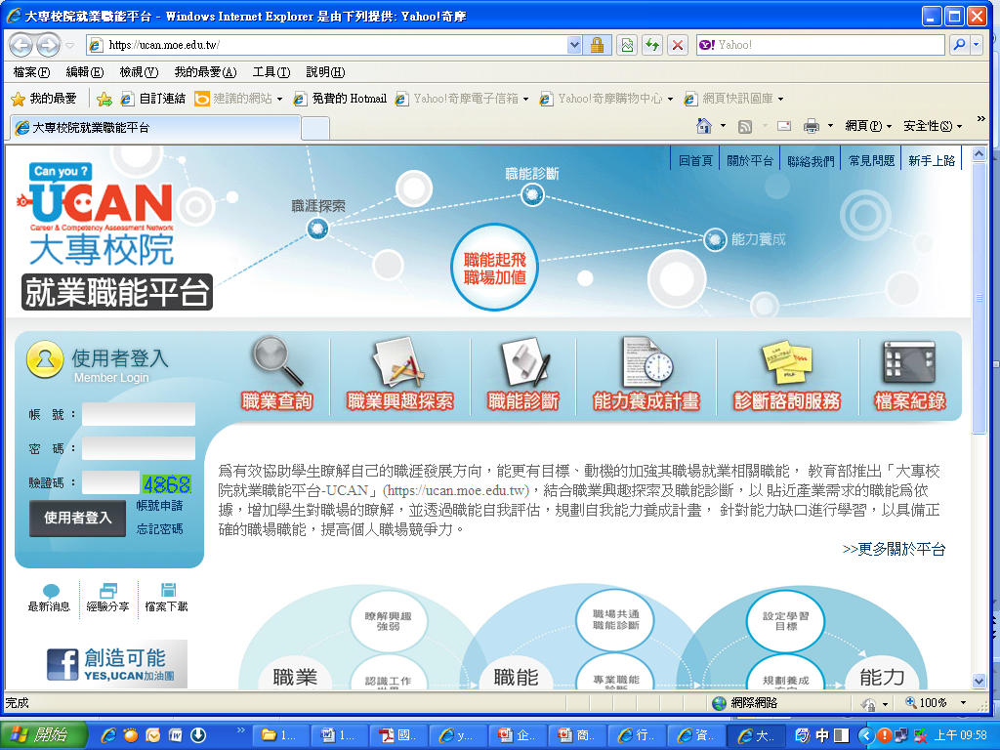 大專校院就業職能平台 - Windows Internet Explorer 是由下列提供: Yahoo!奇摩
https://ucan.moe.edu.tw/
Yahoo!
檔案(F) 編輯(E) 檢視(V) 我的最愛(A) 工具(T) 說明(H)
我的最愛 自訂連結 建議的網站 免費的 Hotmail Yahoo!奇摩電子信箱 Yahoo!奇摩購物中心 網頁快訊圖庫
大專校院就業職能平台 網頁(P) 安全性(S) »
回首頁 關於平台 聯絡我們 常見問題 新手上路
Can you ?
UCAN
Career & Competency Assessment Network
大專校院
就業職能平台
職涯探索
職能診斷
能力養成
職能起飛
職場加值
使用者登入
Member Login
帳 號：
密 碼：
驗證碼：
4868
使用者登入
帳號申請
忘記密碼
職業查詢 職業興趣探索 職能診斷 能力養成計畫 診斷諮詢服務 檔案紀錄
為有效協助學生瞭解自己的職涯發展方向，能更有目標、動機的加強其職場就業相關職能， 教育部推出「大專校
院就業職能平台-UCAN」(https://ucan.moe.edu.tw)，結合職業興趣探索及職能診斷，以 貼近產業需求的職能為依
據，增加學生對職場的瞭解，並透過職能自我評估，規劃自我能力養成計畫， 針對能力缺口進行學習，以具備正
確的職場職能，提高個人職場競爭力。
>>更多關於平台
最新消息 經驗分享 檔案下載
創造可能
YES,UCAN加油團
瞭解興趣
強弱
職業
認識工作
職場共通
職能診斷
職能
專業職能
設定學習
目標
規劃養成
能力
完成 網際網路 100%
開始 » 1... 1... 國... y... 企... 商... 行... 資... 大... 中 上午 09:58